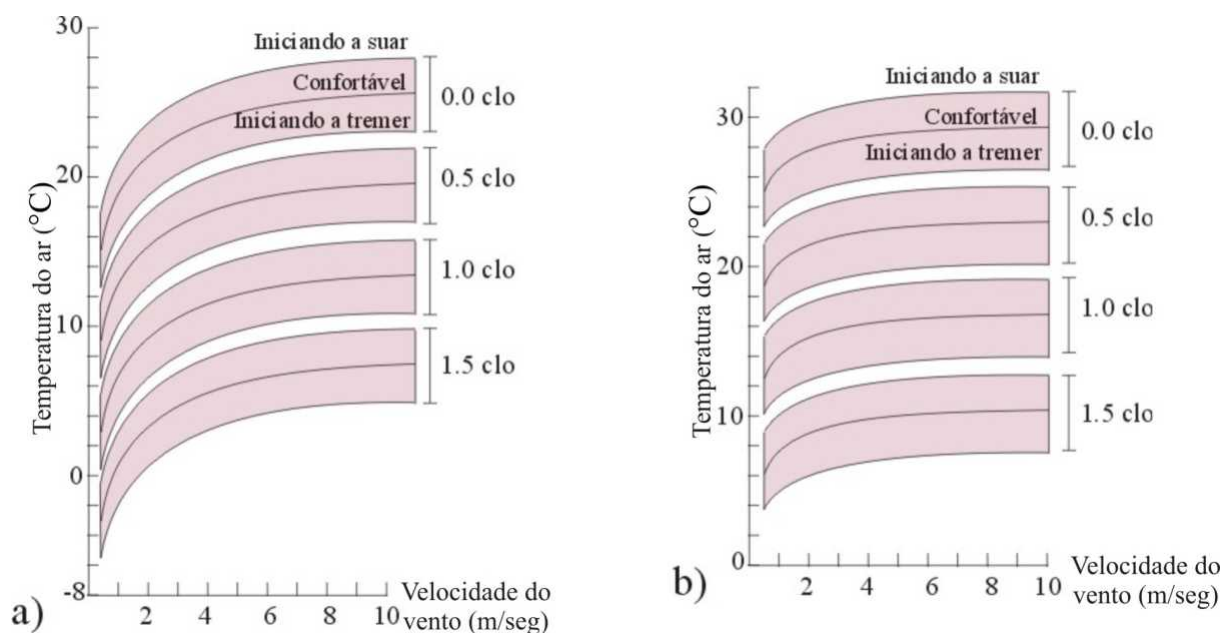 30
20
10
0
-8
Temperatura do ar (°C)
Iniciando a suar
Confortável
Iniciando a tremer
0.0 clo
0.5 clo
1.0 clo
1.5 clo
2 4 6 8 10
Velocidade do
vento (m/seg)
a)
30
20
10
0
Temperatura do ar (°C)
Iniciando a suar
Confortável
Iniciando a tremer
0.0 clo
0.5 clo
1.0 clo
1.5 clo
2 4 6 8 10
Velocidade do
vento (m/seg)
b)